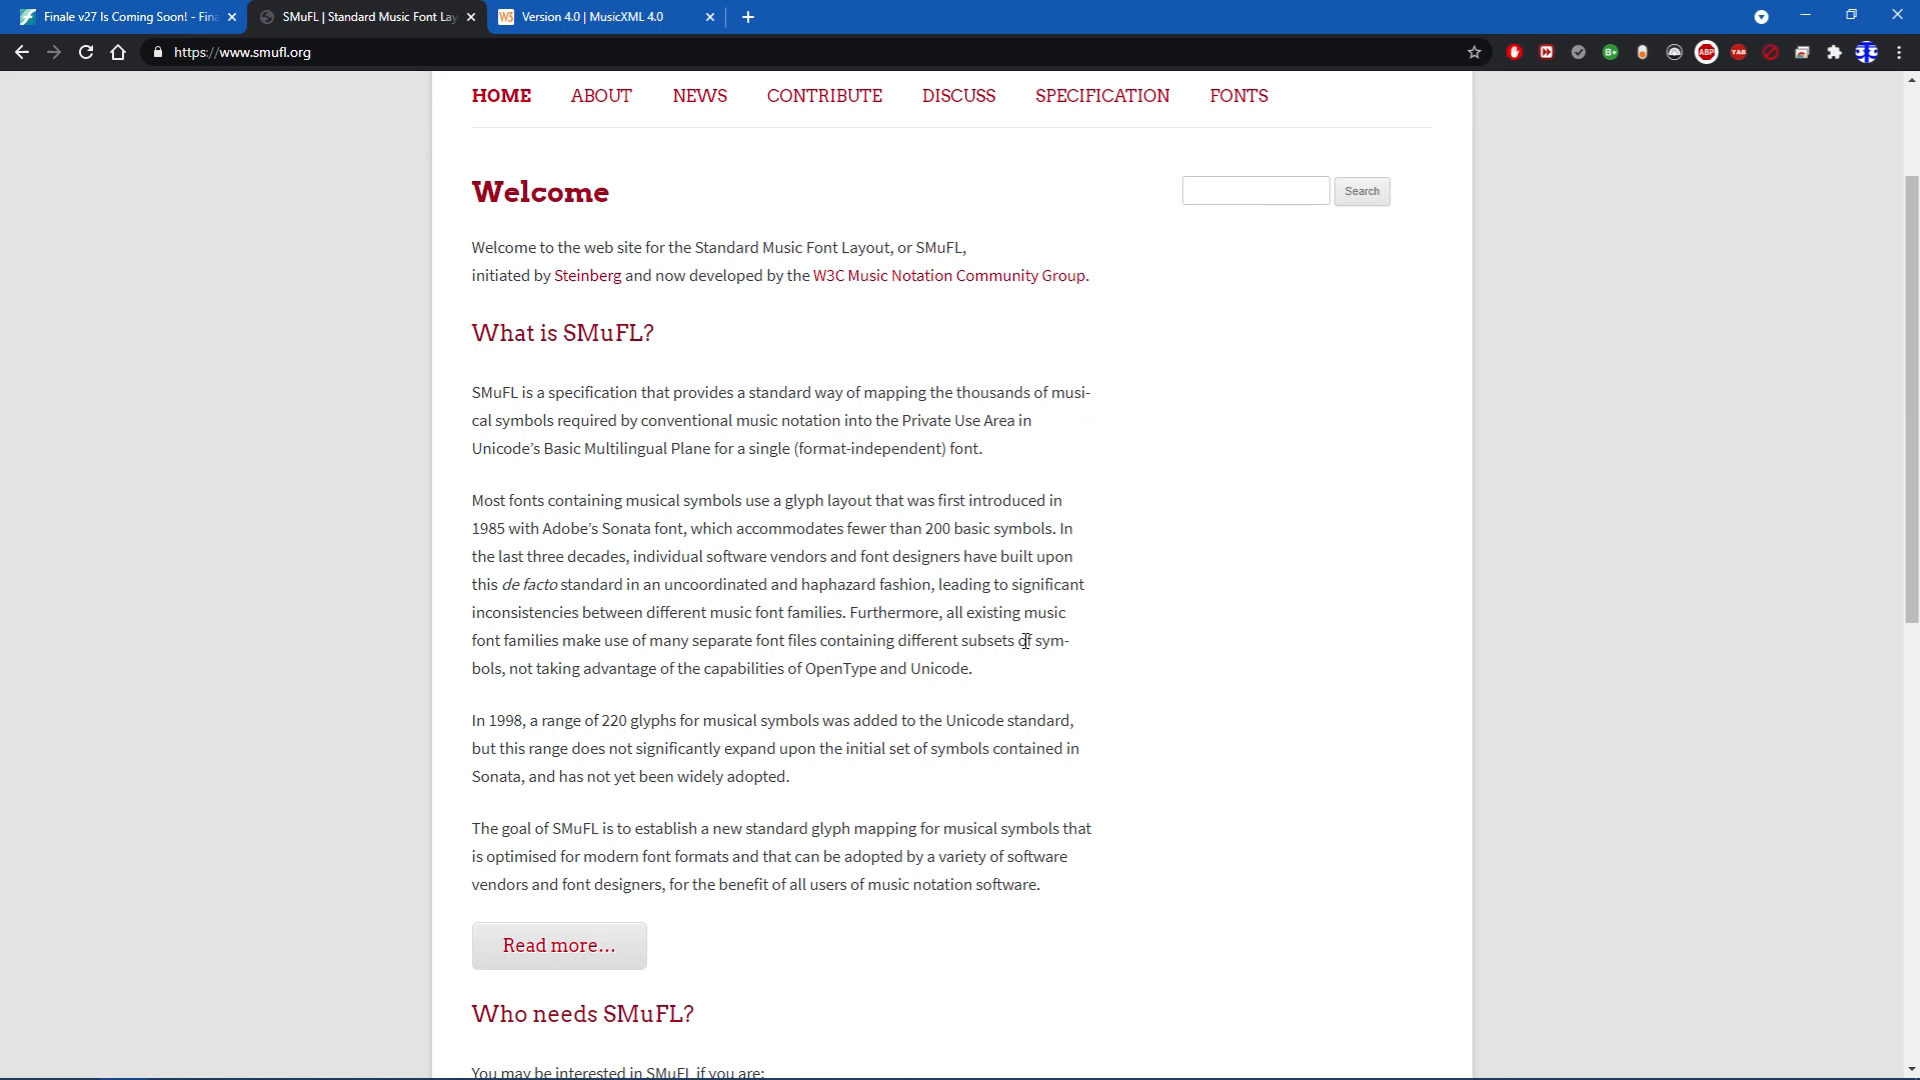 Finale v27 Is Coming Soon! - Fina
SMuFL | Standard Music Font Lay
Version 4.0 | MusicXML 4.0
https://www.smufl.org
HOME ABOUT NEWS CONTRIBUTE DISCUSS SPECIFICATION FONTS
Welcome
Search
Welcome to the web site for the Standard Music Font Layout, or SMuFL,
initiated by Steinberg and now developed by the W3C Music Notation Community Group.
What is SMuFL?
SMuFL is a specification that provides a standard way of mapping the thousands of musi-
cal symbols required by conventional music notation into the Private Use Area in
Unicode’s Basic Multilingual Plane for a single (format-independent) font.
Most fonts containing musical symbols use a glyph layout that was first introduced in
1985 with Adobe’s Sonata font, which accommodates fewer than 200 basic symbols. In
the last three decades, individual software vendors and font designers have built upon
this de facto standard in an uncoordinated and haphazard fashion, leading to significant
inconsistencies between different music font families. Furthermore, all existing music
font families make use of many separate font files containing different subsets of sym-
bols, not taking advantage of the capabilities of OpenType and Unicode.
In 1998, a range of 220 glyphs for musical symbols was added to the Unicode standard,
but this range does not significantly expand upon the initial set of symbols contained in
Sonata, and has not yet been widely adopted.
The goal of SMuFL is to establish a new standard glyph mapping for musical symbols that
is optimised for modern font formats and that can be adopted by a variety of software
vendors and font designers, for the benefit of all users of music notation software.
Read more…
Who needs SMuFL?
You may be interested in SMuFL if you are: